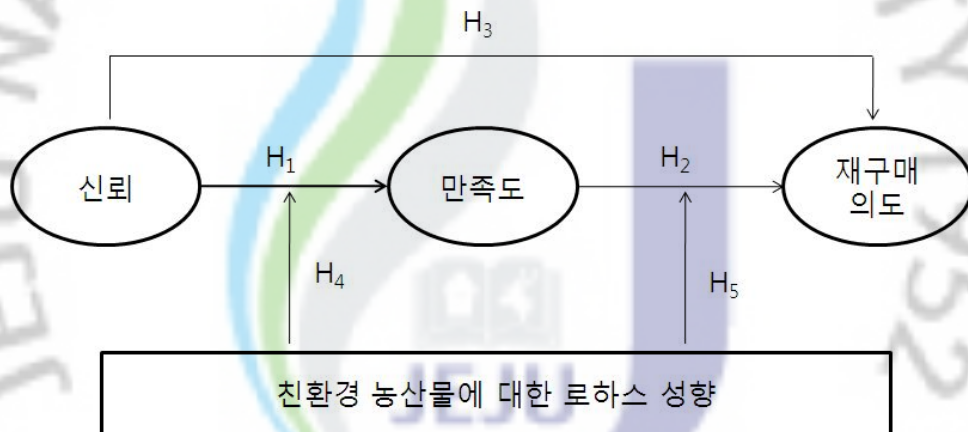 H₃
신뢰
H₁
만족도
H₂
재구매
의도
H₄
H₅
친환경 농산물에 대한 로하스 성향
JEJU
1952